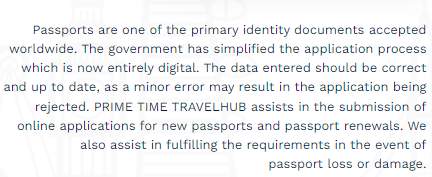 Passports are one of the primary identity documents accepted
worldwide. The government has simplified the application process
which is now entirely digital. The data entered should be correct
and up to date, as a minor error may result in the application being
rejected. PRIME TIME TRAVELHUB assists in the submission of
online applications for new passports and passport renewals. We
also assist in fulfilling the requirements in the event of
passport loss or damage.